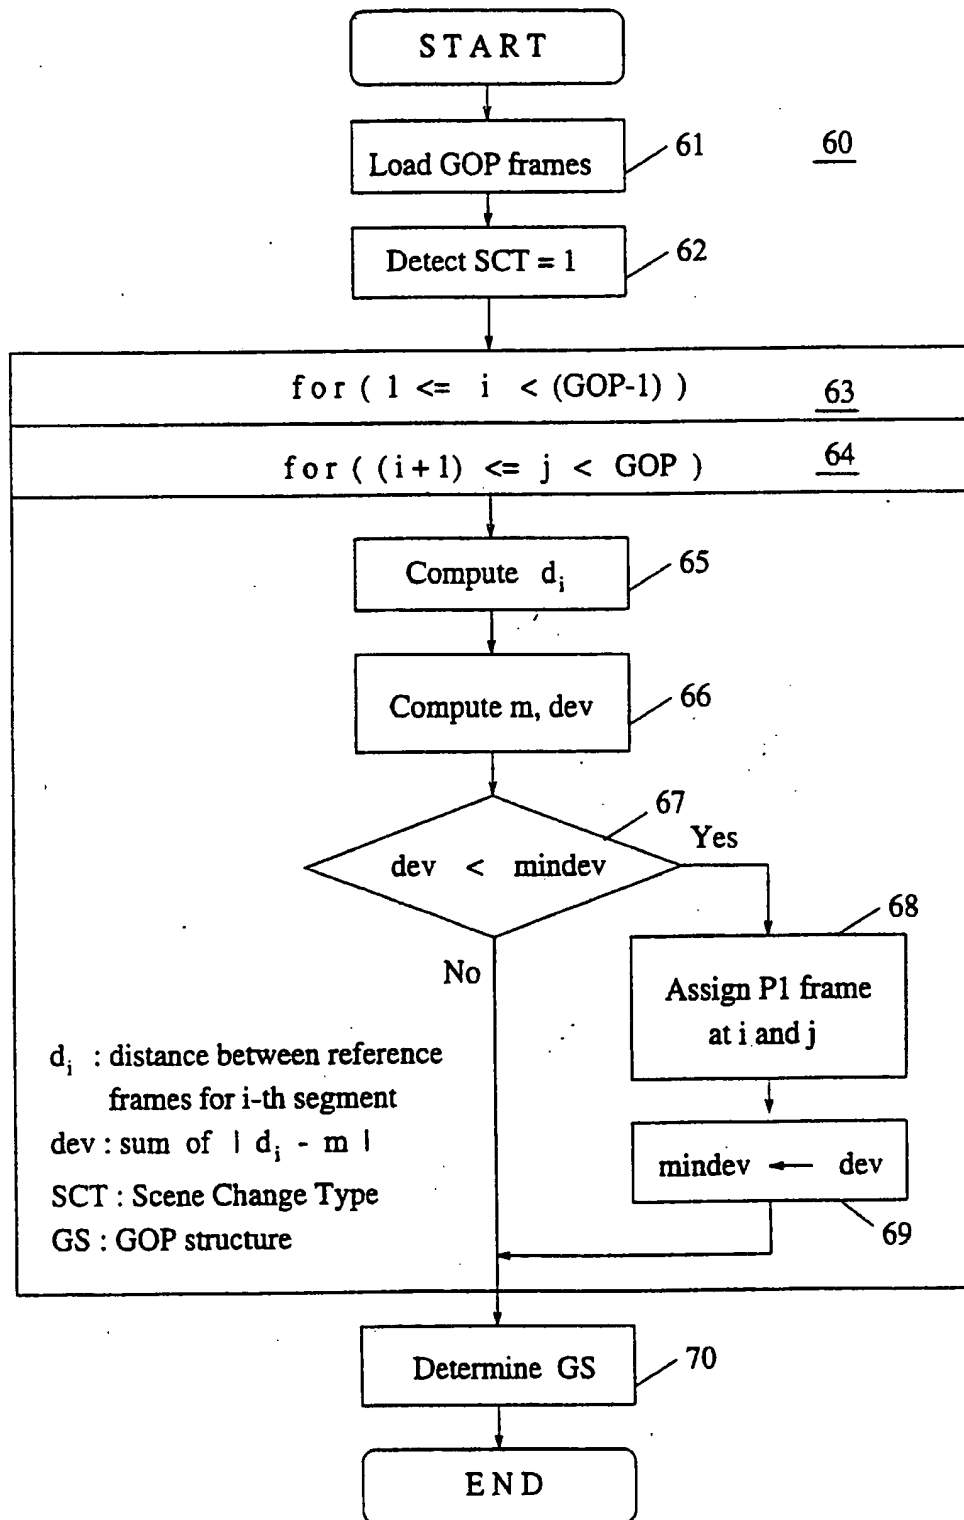 START
Load GOP frames
61
60
Detect SCT = 1
62
for ( 1 <= i < (GOP-1) )
63
for ( (i+1) <= j < GOP )
64
Compute di
65
Compute m, dev
66
67
dev < mindev
Yes
No
68
Assign P1 frame
at i and j
mindev ← dev
69
di : distance between reference
frames for i-th segment
dev : sum of | di - m |
SCT : Scene Change Type
GS : GOP structure
Determine GS
70
END